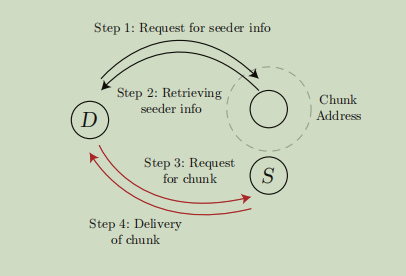 Step 1: Request for seeder info
Step 2: Retrieving
seeder info
Chunk
Address
D
Step 3: Request
for chunk
S
Step 4: Delivery
of chunk